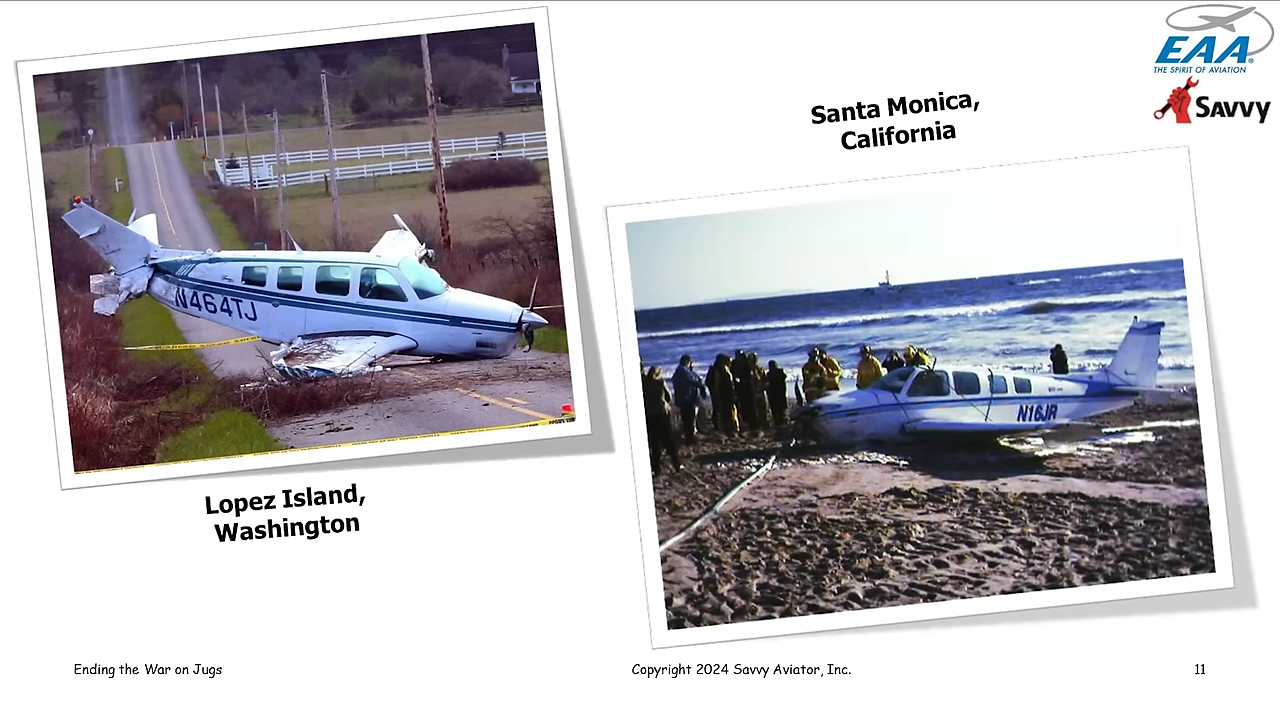 EAA
THE SPIRIT OF AVIATION
SAVVY
Santa Monica,
California
N464TJ
N16JR
Lopez Island,
Washington
Ending the War on Jugs
Copyright 2024 Savvy Aviator, Inc.
11